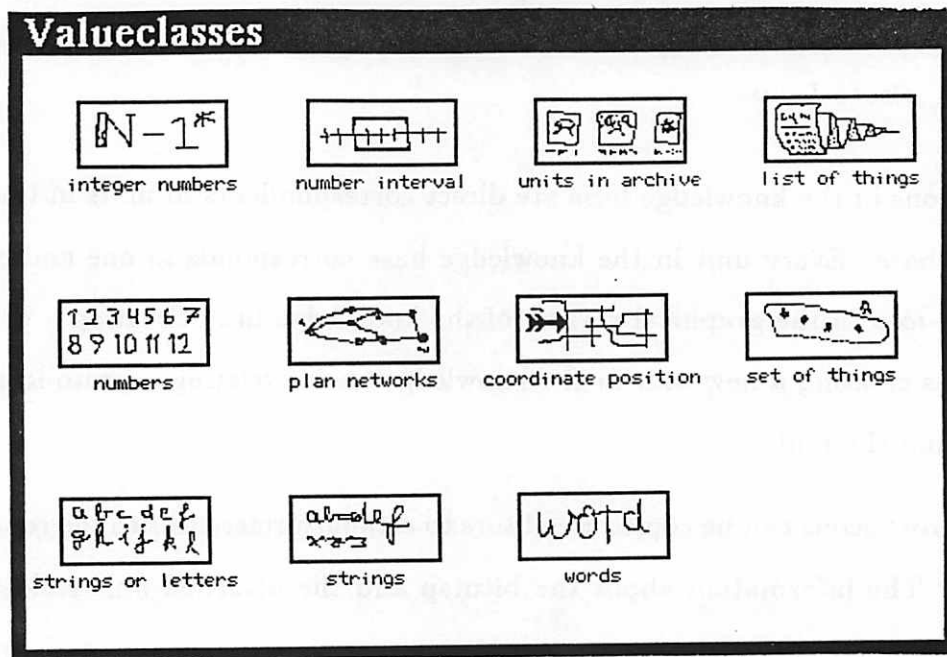 Valueclasses
N-1*
integer numbers
number interval
units in archive
list of things
1 2 3 4 5 6 7
8 9 10 11 12
numbers
plan networks
coordinate position
set of things
a b c d e f
g h i j k l
strings or letters
strings
word
words